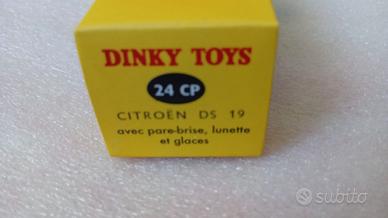 DINKY TOYS
24 CP
CITROËN DS 19
avec pare-brise, lunette
et glaces
subito